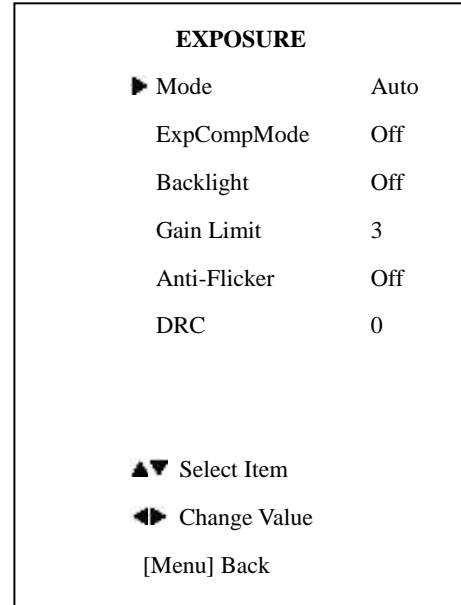 EXPOSURE
▶ Mode Auto
ExpCompMode Off
Backlight Off
Gain Limit 3
Anti-Flicker Off
DRC 0
▲▼ Select Item
◀▶ Change Value
[Menu] Back